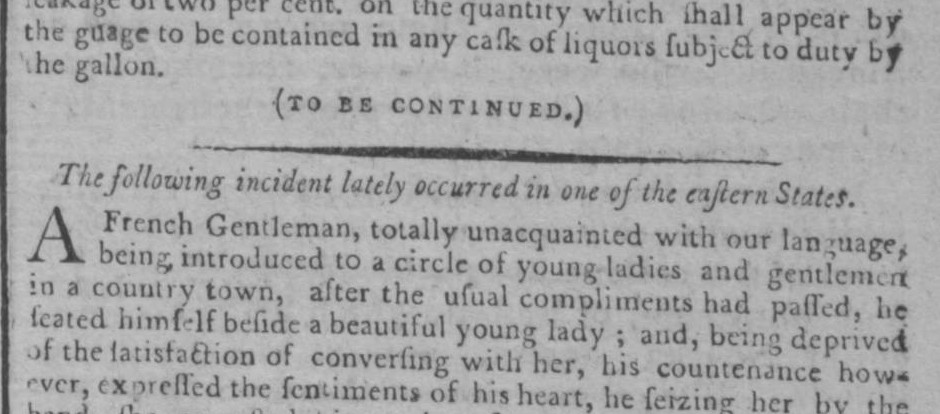 leakage of two per cent. on the quantity which ſhall appear by
the guage to be contained in any caſk of liquors ſubject to duty by
the gallon.
(TO BE CONTINUED.)
The following incident lately occurred in one of the eaſtern States.
A French Gentleman, totally unacquainted with our language,
being introduced to a circle of young ladies and gentlemen
in a country town, after the uſual compliments had paſſed, he
ſeated himſelf beſide a beautiful young lady ; and, being deprived
of the ſatisfaction of converſing with her, his countenance how-
ever, expreſſed the ſentiments of his heart, he ſeizing her by the
hand, ſhe